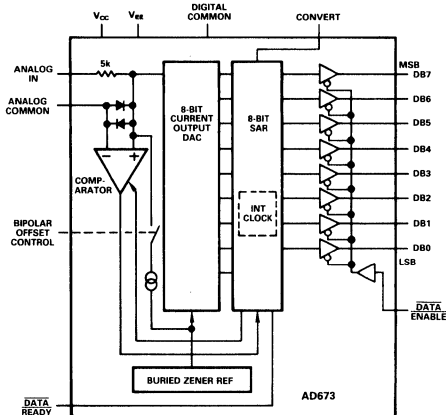 VCC
VEE
DIGITAL
COMMON
CONVERT
ANALOG
IN
5k
ANALOG
COMMON
8-BIT
CURRENT
OUTPUT
DAC
8-BIT
SAR
MSB
DB7
DB6
DB5
DB4
DB3
DB2
DB1
DB0
LSB
COMP-
ARATOR
INT
CLOCK
BIPOLAR
OFFSET
CONTROL
DATA
ENABLE
BURIED ZENER REF
AD673
DATA
READY